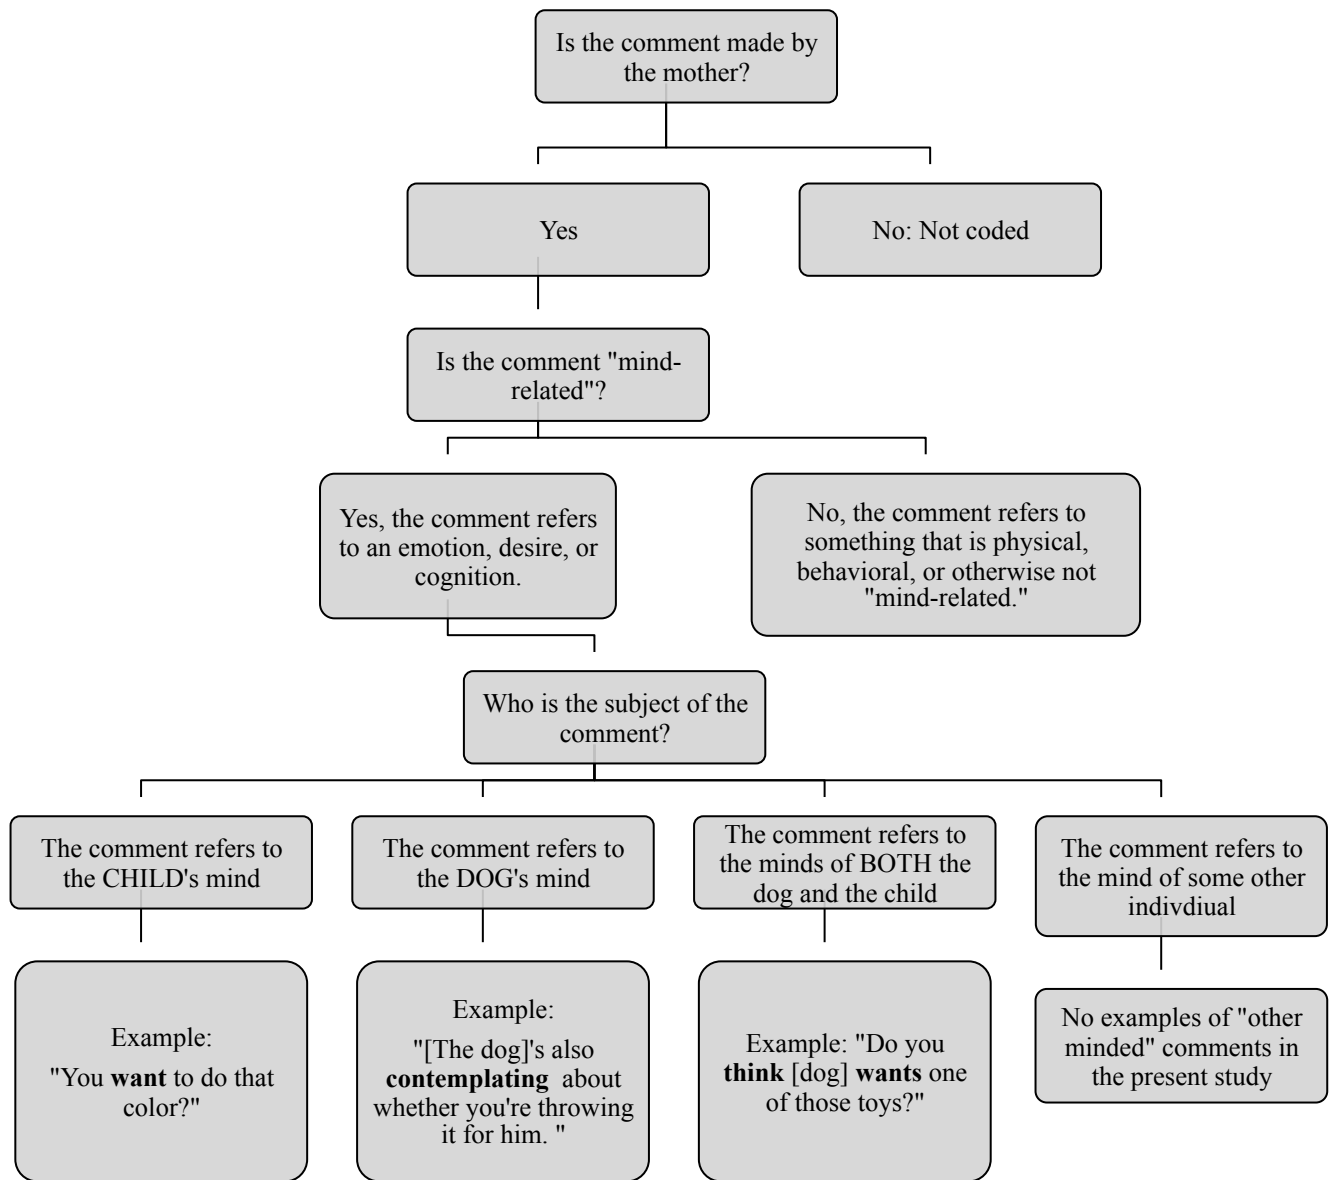 Is the comment made by
the mother?
Yes
No: Not coded
Is the comment "mind-
related"?
Yes, the comment refers
to an emotion, desire, or
cognition.
No, the comment refers to
something that is physical,
behavioral, or otherwise not
"mind-related."
Who is the subject of the
comment?
The comment refers to
the CHILD's mind
The comment refers to
the DOG's mind
The comment refers to
the minds of BOTH the
dog and the child
The comment refers to
the mind of some other
indivdiual
Example:
"You want to do that
color?"
Example:
"[The dog]'s also
contemplating about
whether you're throwing
it for him. "
Example: "Do you
think [dog] wants one
of those toys?"
No examples of "other
minded" comments in
the present study